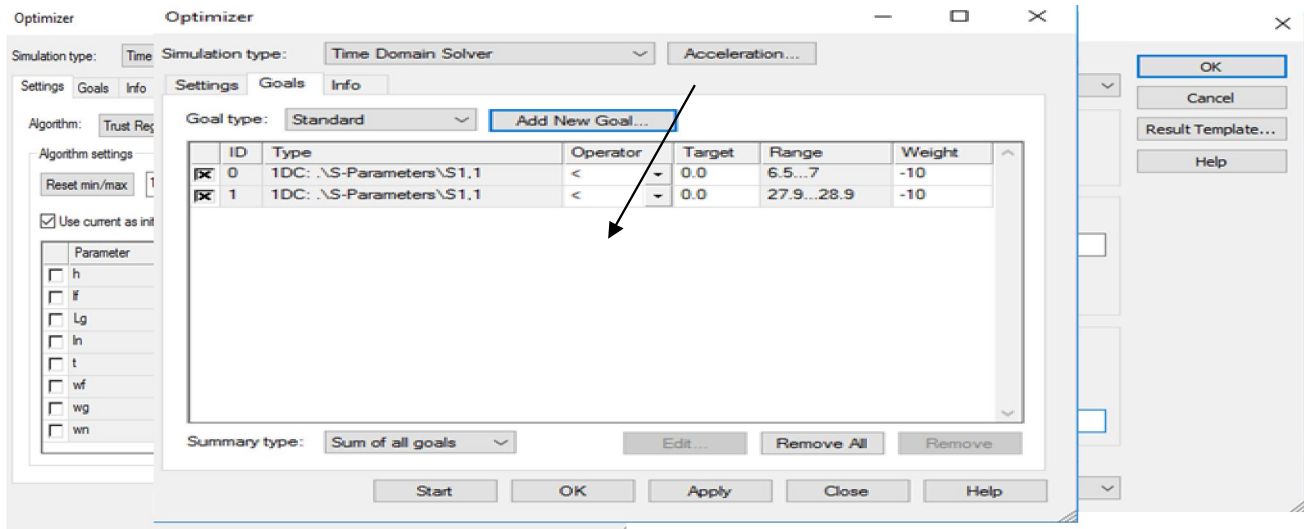 Optimizer
Simulation type: Time
Settings Goals Info
Algorithm: Trust Reg
Algorithm settings
Reset min/max 1
Use current as init
Parameter
h
lf
Lg
ln
t
wf
wg
wn
Optimizer
Simulation type: Time Domain Solver Acceleration...
Settings Goals Info
Goal type: Standard Add New Goal...
ID Type Operator Target Range Weight
0 1DC: .\S-Parameters\S1,1 < 0.0 6.5...7 -10
1 1DC: .\S-Parameters\S1,1 < 0.0 27.9...28.9 -10
Summary type: Sum of all goals Edit... Remove All Remove
Start OK Apply Close Help
OK
Cancel
Result Template...
Help